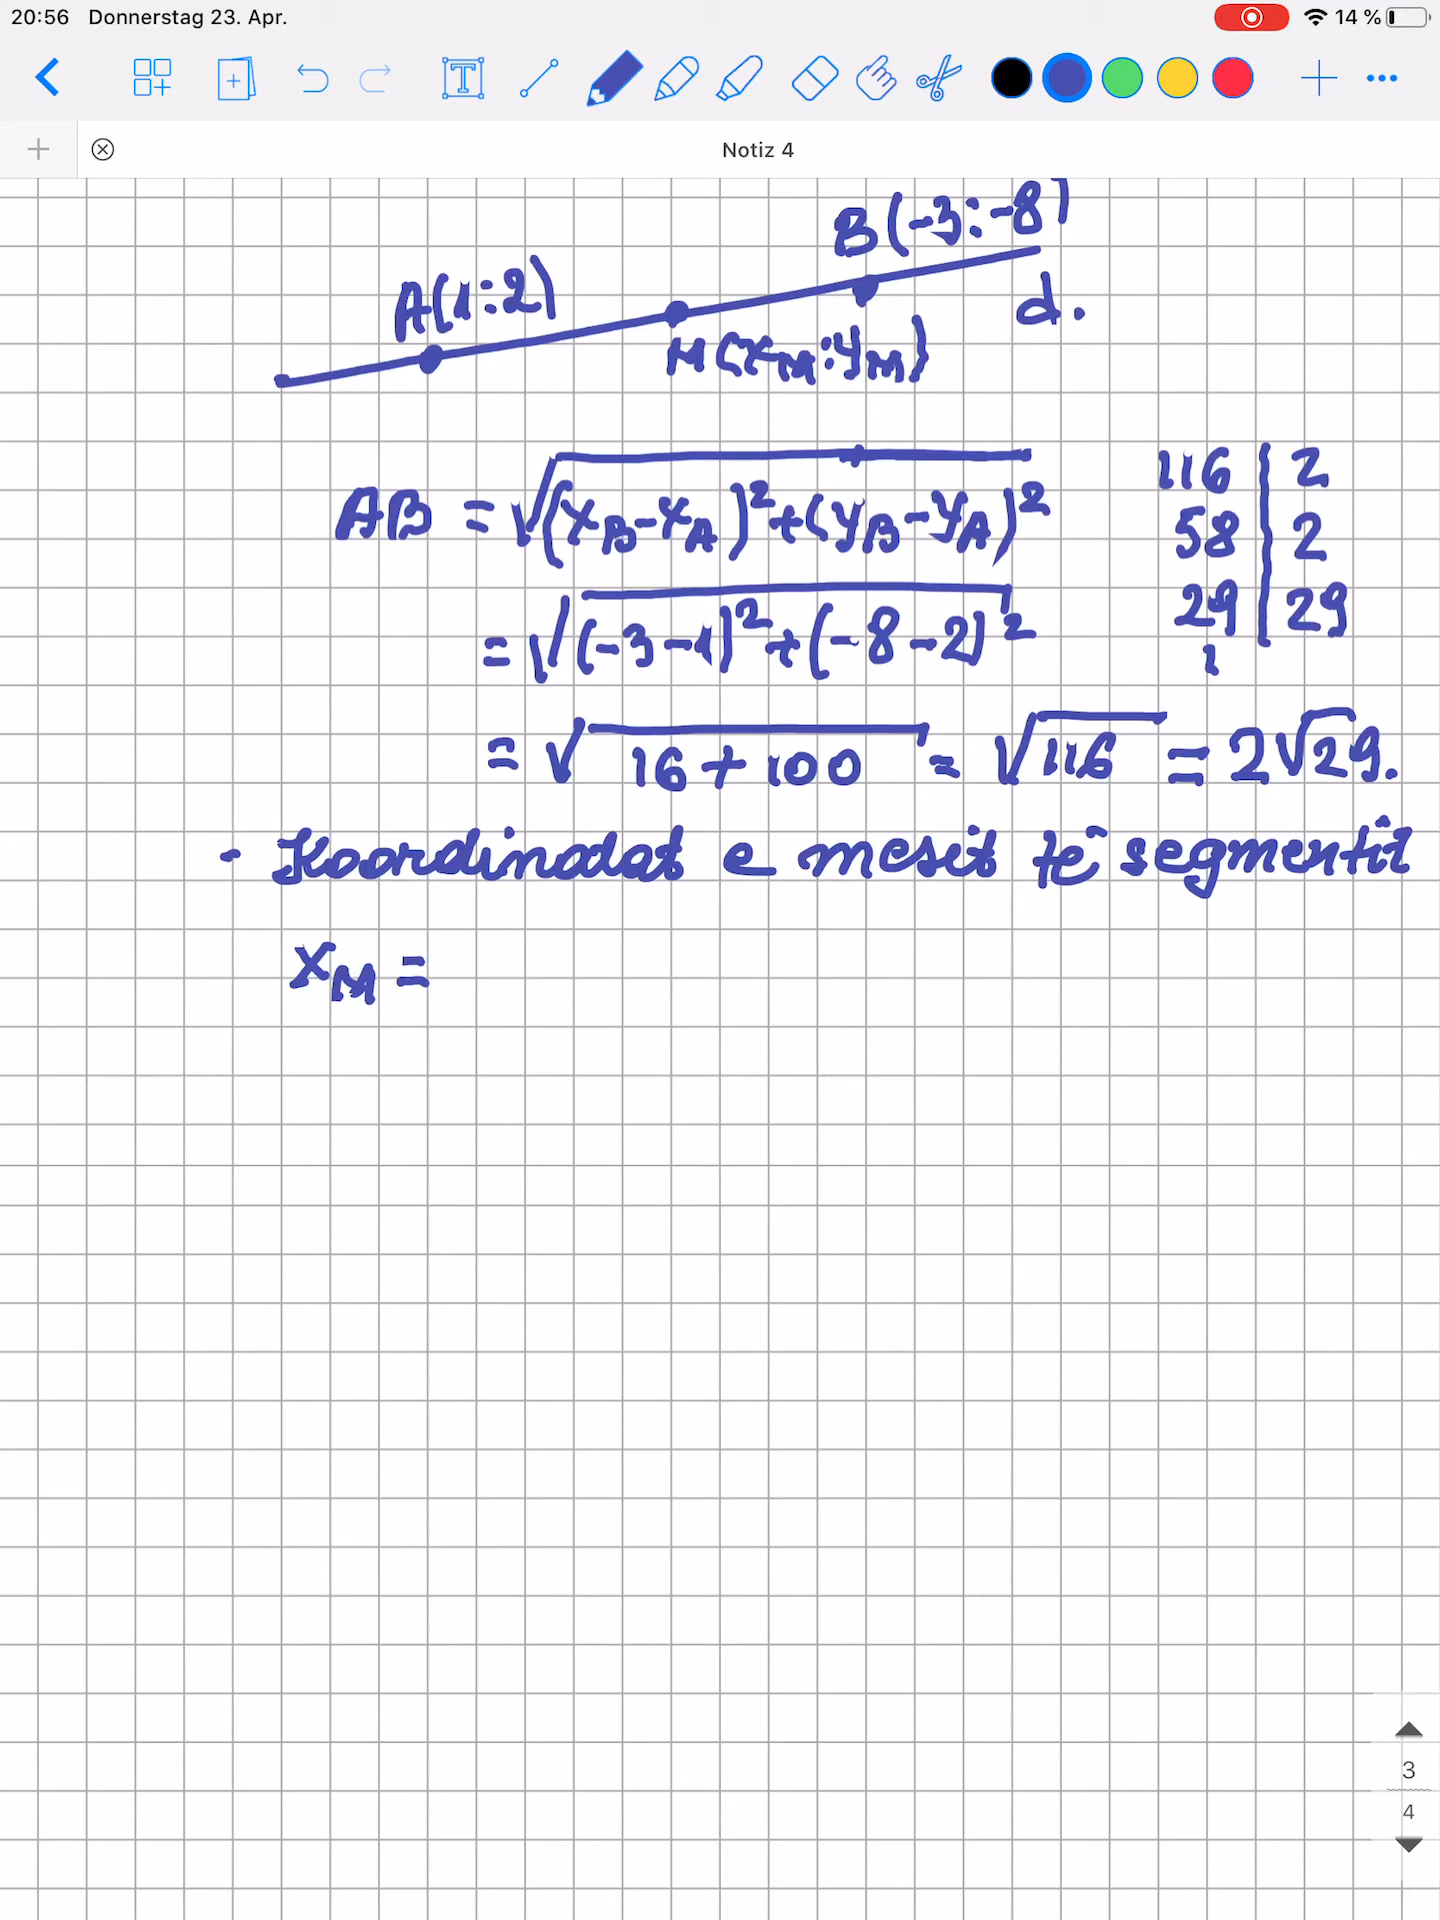 20:56 Donnerstag 23. Apr. 14 %
Notiz 4
B(-3:-8)
A(1:2)
d.
M(xM:yM)
AB = √(xB-xA)²+(yB-yA)²
116 | 2
58 | 2
29 | 29
1
= √(-3-1)²+(-8-2)²
= √16+100 = √116 = 2√29.
- Koordinadat e mesit të segmentit
xM =
3
4